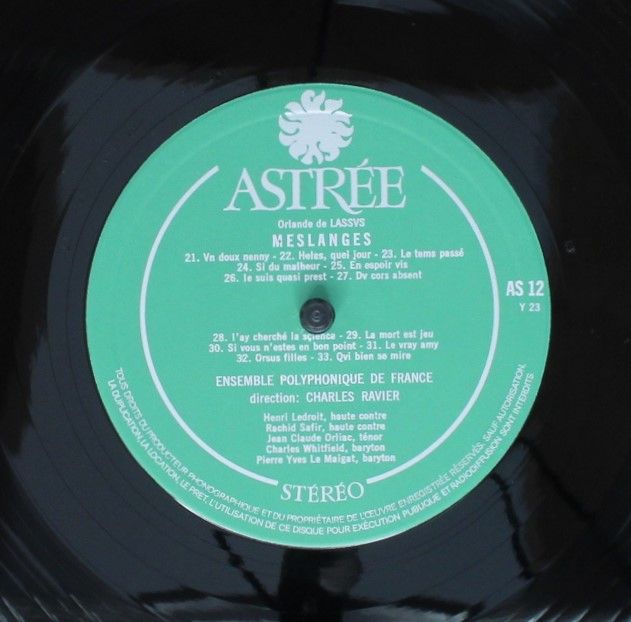 ASTRÉE
Orlande de LASSVS
MESLANGES
21. Vn doux nenny - 22. Heles, quel jour - 23. Le tems passé
24. Si du malheur - 25. En espoir vis
26. Ie suis quasi prest - 27. Dv cors absent
AS 12
Y 23
28. I'ay cherché la science - 29. La mort est jeu
30. Si vous n'estes en bon point - 31. Le vray amy
32. Orsus filles - 33. Qvi bien se mire
ENSEMBLE POLYPHONIQUE DE FRANCE
direction: CHARLES RAVIER
Henri Ledroit, haute contre
Rachid Safir, haute contre
Jean Claude Orliac, ténor
Charles Whitfield, baryton
Pierre Yves Le Maigat, baryton
STÉRÉO
TOUS DROITS DU PRODUCTEUR PHONOGRAPHIQUE ET DU PROPRIÉTAIRE DE L'ŒUVRE ENREGISTRÉE RÉSERVÉS. SAUF AUTORISATION,
LA DUPLICATION, LA LOCATION, LE PRET, L'UTILISATION DE CE DISQUE POUR EXÉCUTION PUBLIQUE ET RADIODIFFUSION SONT INTERDITS